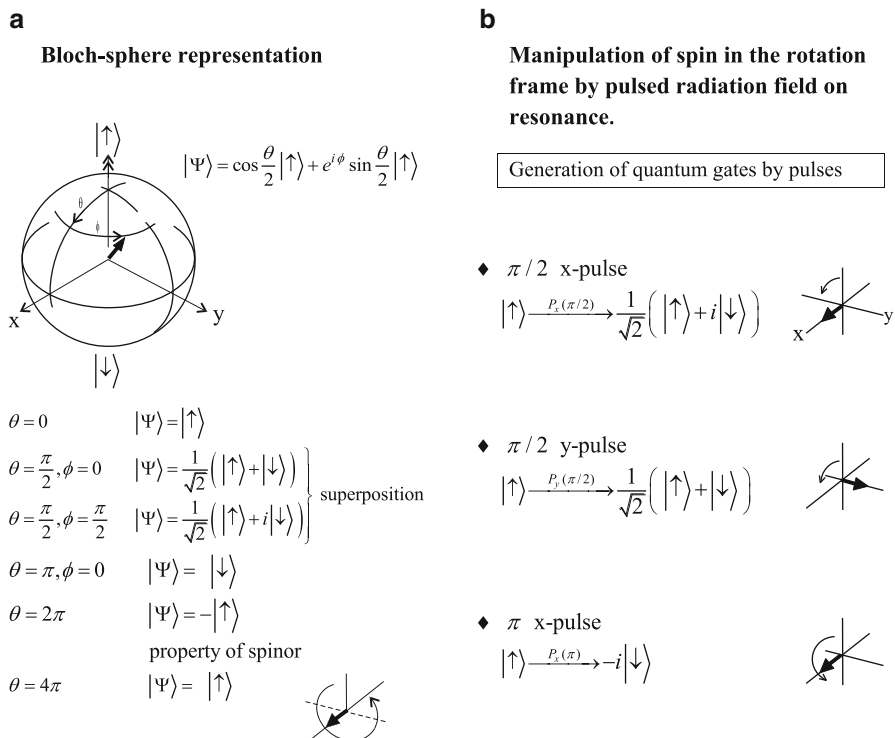 a
Bloch-sphere representation
|↑⟩
|Ψ⟩ = cos θ/2 |↑⟩ + e^{iϕ} sin θ/2 |↑⟩
θ
ϕ
x
y
|↓⟩
θ = 0 |Ψ⟩ = |↑⟩
θ = π/2, ϕ = 0 |Ψ⟩ = 1/√2 ( |↑⟩ + |↓⟩ )
superposition
θ = π/2, ϕ = π/2 |Ψ⟩ = 1/√2 ( |↑⟩ + i|↓⟩ )
θ = π, ϕ = 0 |Ψ⟩ = |↓⟩
θ = 2π |Ψ⟩ = −|↑⟩
property of spinor
θ = 4π |Ψ⟩ = |↑⟩
b
Manipulation of spin in the rotation
frame by pulsed radiation field on
resonance.
Generation of quantum gates by pulses
♦ π / 2 x-pulse
|↑⟩ —P_x(π/2)→ 1/√2 ( |↑⟩ + i|↓⟩ )
y
x
♦ π / 2 y-pulse
|↑⟩ —P_y(π/2)→ 1/√2 ( |↑⟩ + |↓⟩ )
♦ π x-pulse
|↑⟩ —P_x(π)→ −i|↓⟩